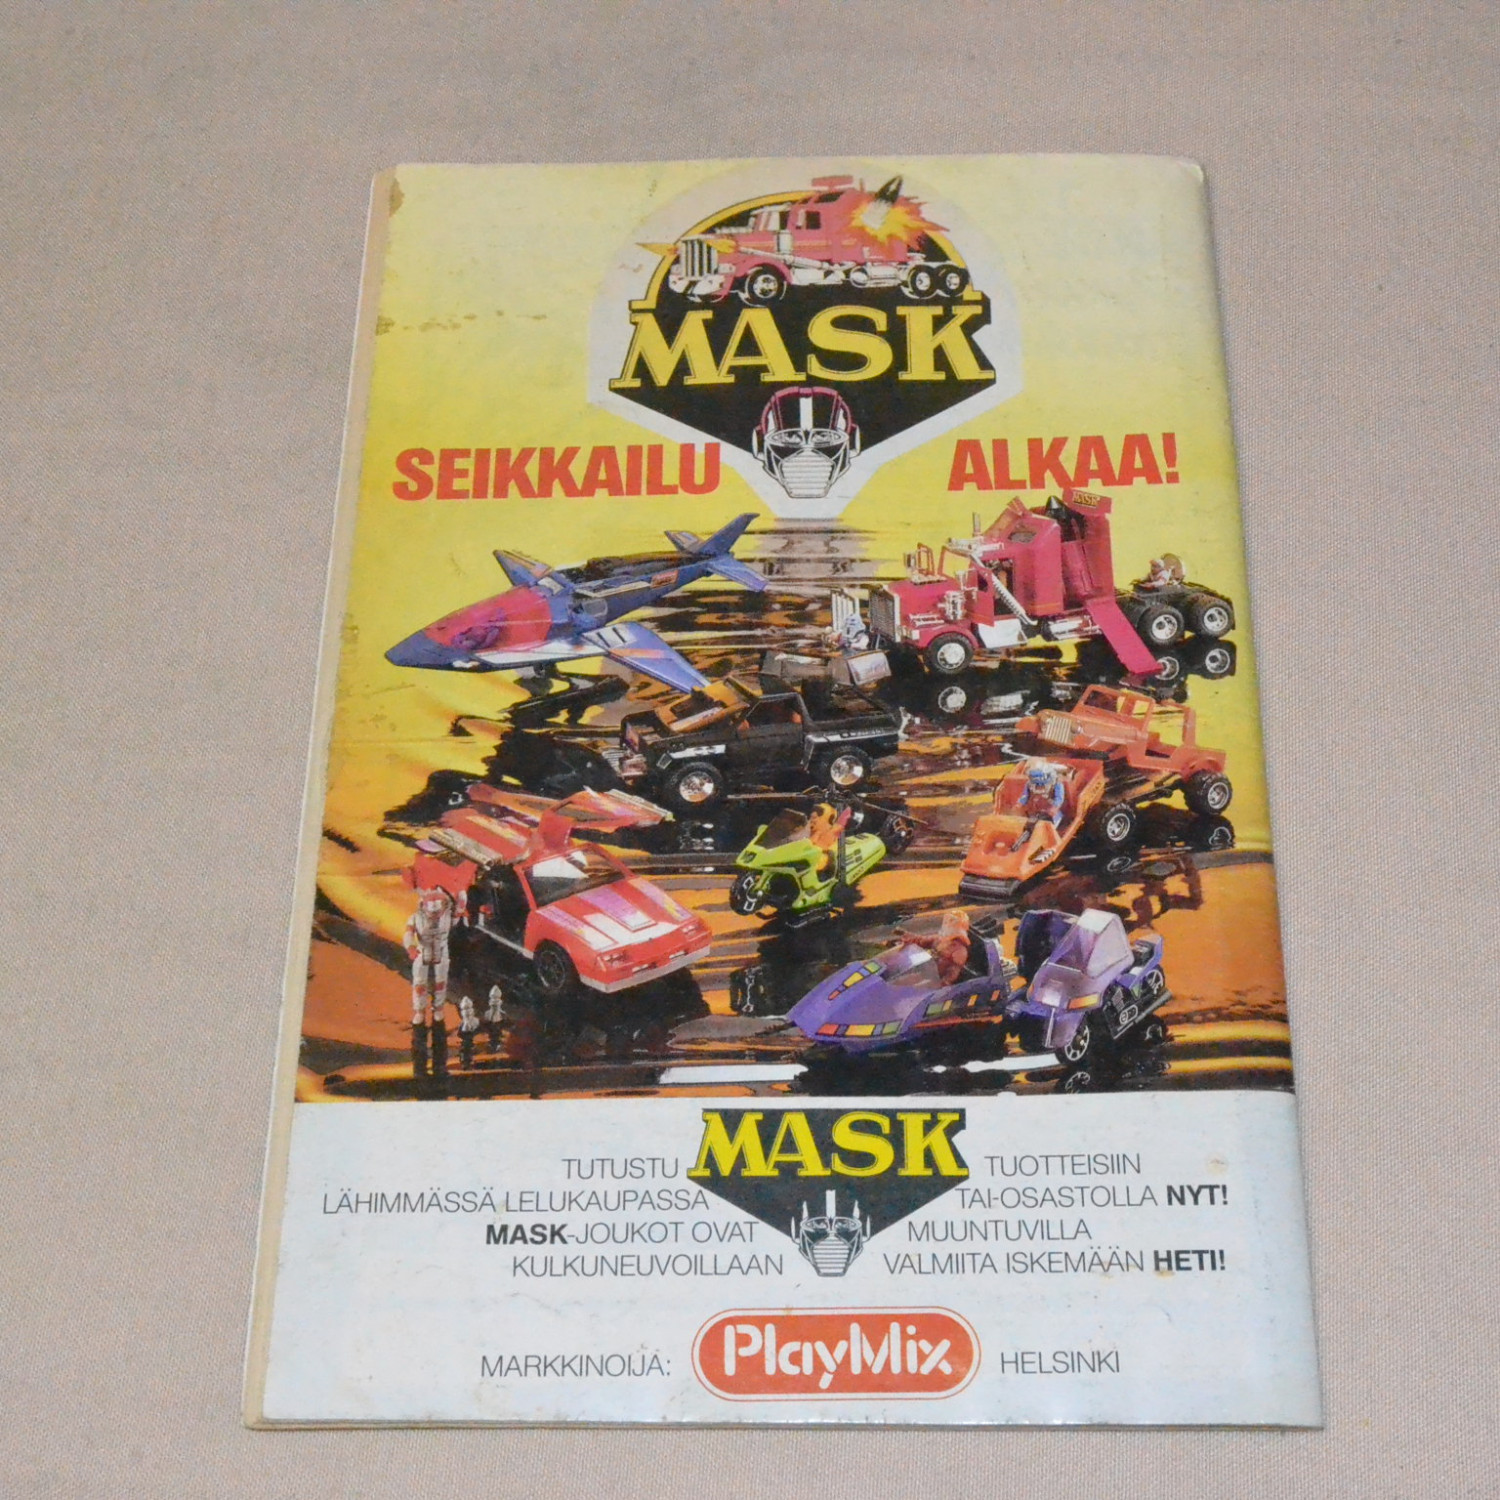 MASK
SEIKKAILU ALKAA!
MASK
TUTUSTU MASK TUOTTEISIIN
LÄHIMMÄSSÄ LELUKAUPASSA TAI-OSASTOLLA NYT!
MASK-JOUKOT OVAT MUUNTUVILLA
KULKUNEUVOILLAAN VALMIITA ISKEMÄÄN HETI!
MARKKINOIJA: PlayMix HELSINKI